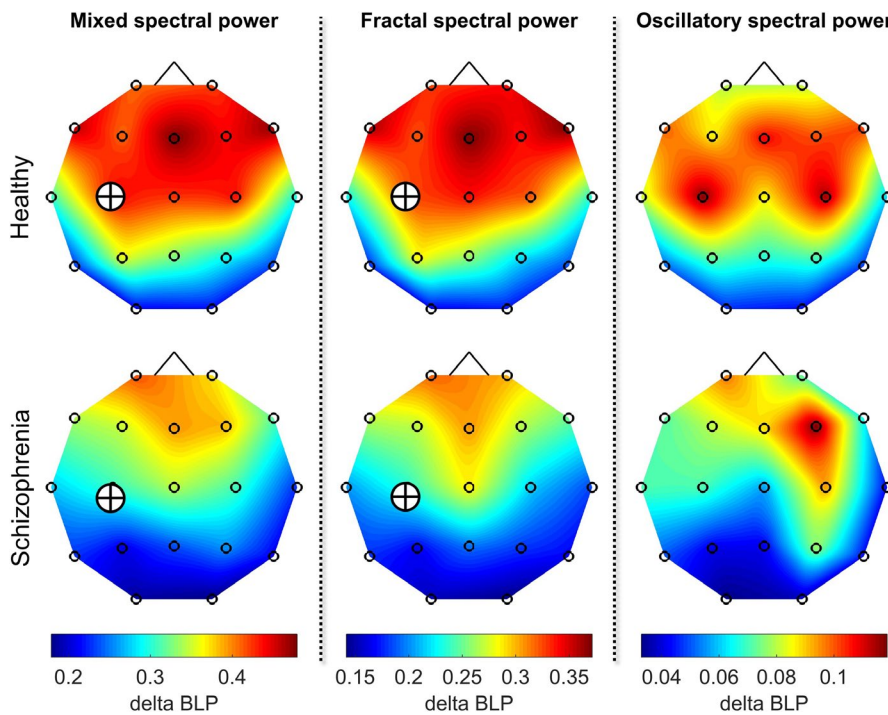 Mixed spectral power
Fractal spectral power
Oscillatory spectral power
Healthy
Schizophrenia
0.2 0.3 0.4
0.15 0.2 0.25 0.3 0.35
0.04 0.06 0.08 0.1
delta BLP
delta BLP
delta BLP